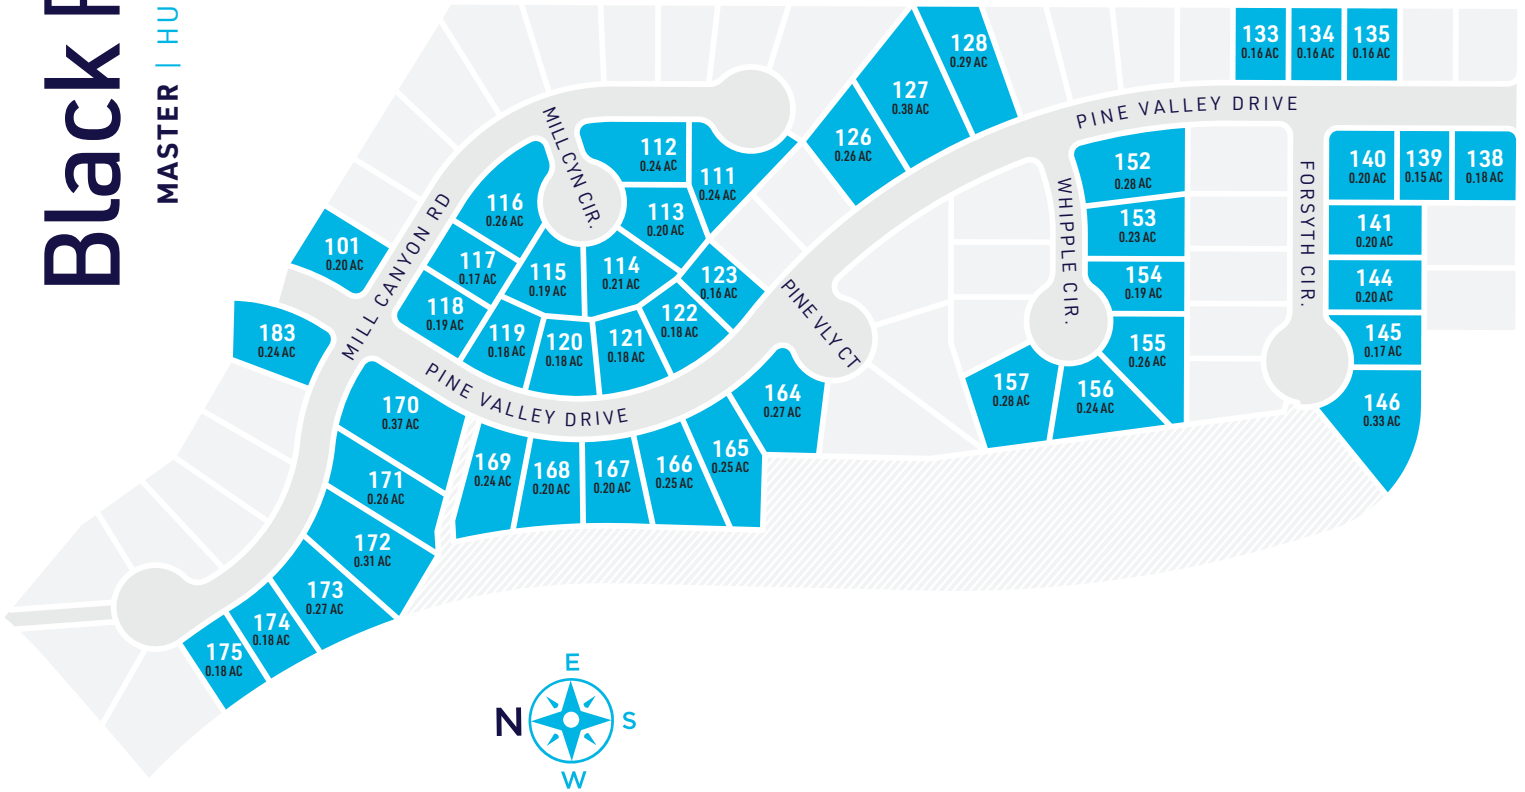 Black
MASTER | HU
128
0.29 AC
133
0.16 AC
134
0.16 AC
135
0.16 AC
127
0.38 AC
126
0.26 AC
PINE VALLEY DRIVE
MILL CYN CIR.
112
0.24 AC
111
0.24 AC
152
0.28 AC
140
0.20 AC
139
0.15 AC
138
0.18 AC
116
0.26 AC
113
0.20 AC
WHIPPLE CIR.
153
0.23 AC
FORSYTH CIR.
141
0.20 AC
101
0.20 AC
MILL CANYON RD
117
0.17 AC
115
0.19 AC
114
0.21 AC
123
0.16 AC
154
0.19 AC
144
0.20 AC
118
0.19 AC
119
0.18 AC
120
0.18 AC
121
0.18 AC
122
0.18 AC
PINE VLY CT
183
0.24 AC
155
0.26 AC
145
0.17 AC
PINE VALLEY DRIVE
170
0.37 AC
164
0.27 AC
157
0.28 AC
156
0.24 AC
146
0.33 AC
169
0.24 AC
168
0.20 AC
167
0.20 AC
166
0.25 AC
165
0.25 AC
171
0.26 AC
172
0.31 AC
173
0.27 AC
174
0.18 AC
175
0.18 AC
E
N
S
W